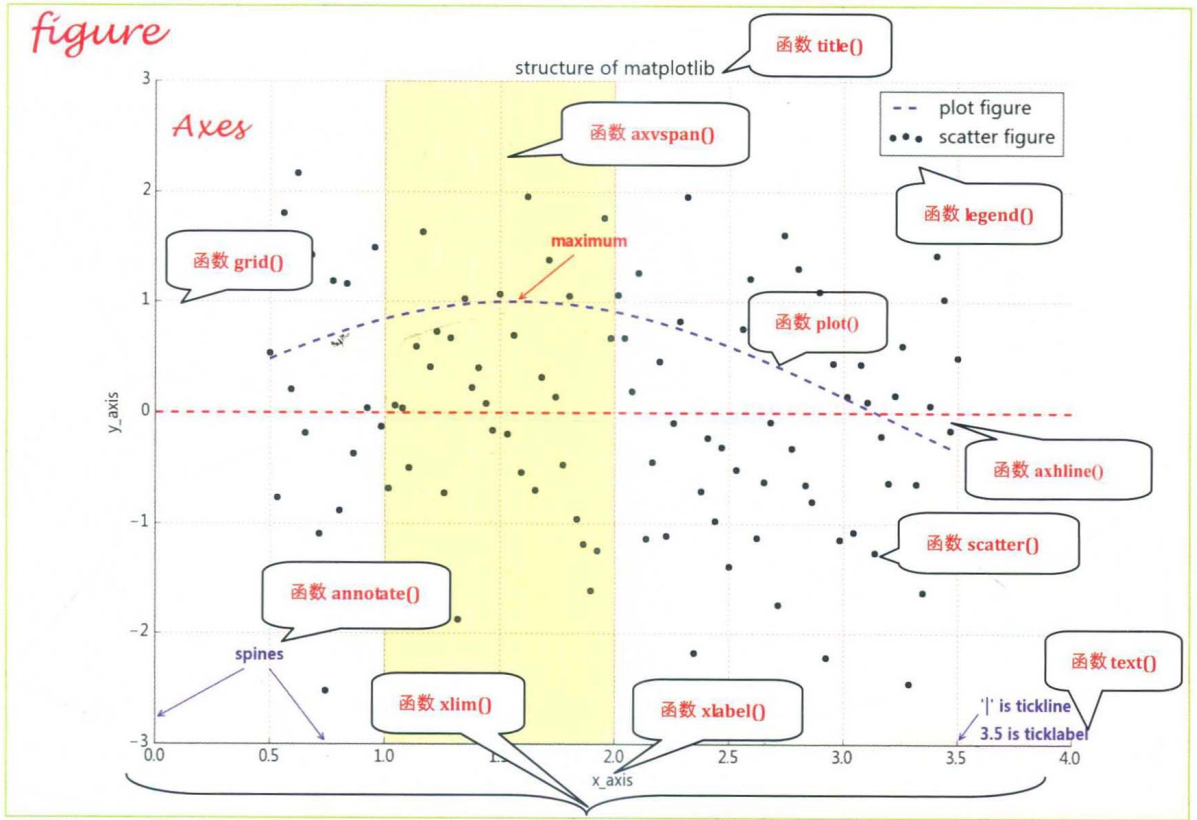 figure
函数 title()
structure of matplotlib
3
Axes
plot figure
函数 axvspan()
scatter figure
2
函数 legend()
maximum
函数 grid()
1
函数 plot()
y_axis
0
函数 axhline()
-1
函数 scatter()
函数 annotate()
-2
spines
函数 text()
函数 xlim()
函数 xlabel()
'|' is tickline
3.5 is ticklabel
-3
0.0 0.5 1.0 2.0 2.5 3.0 3.5 4.0
x_axis